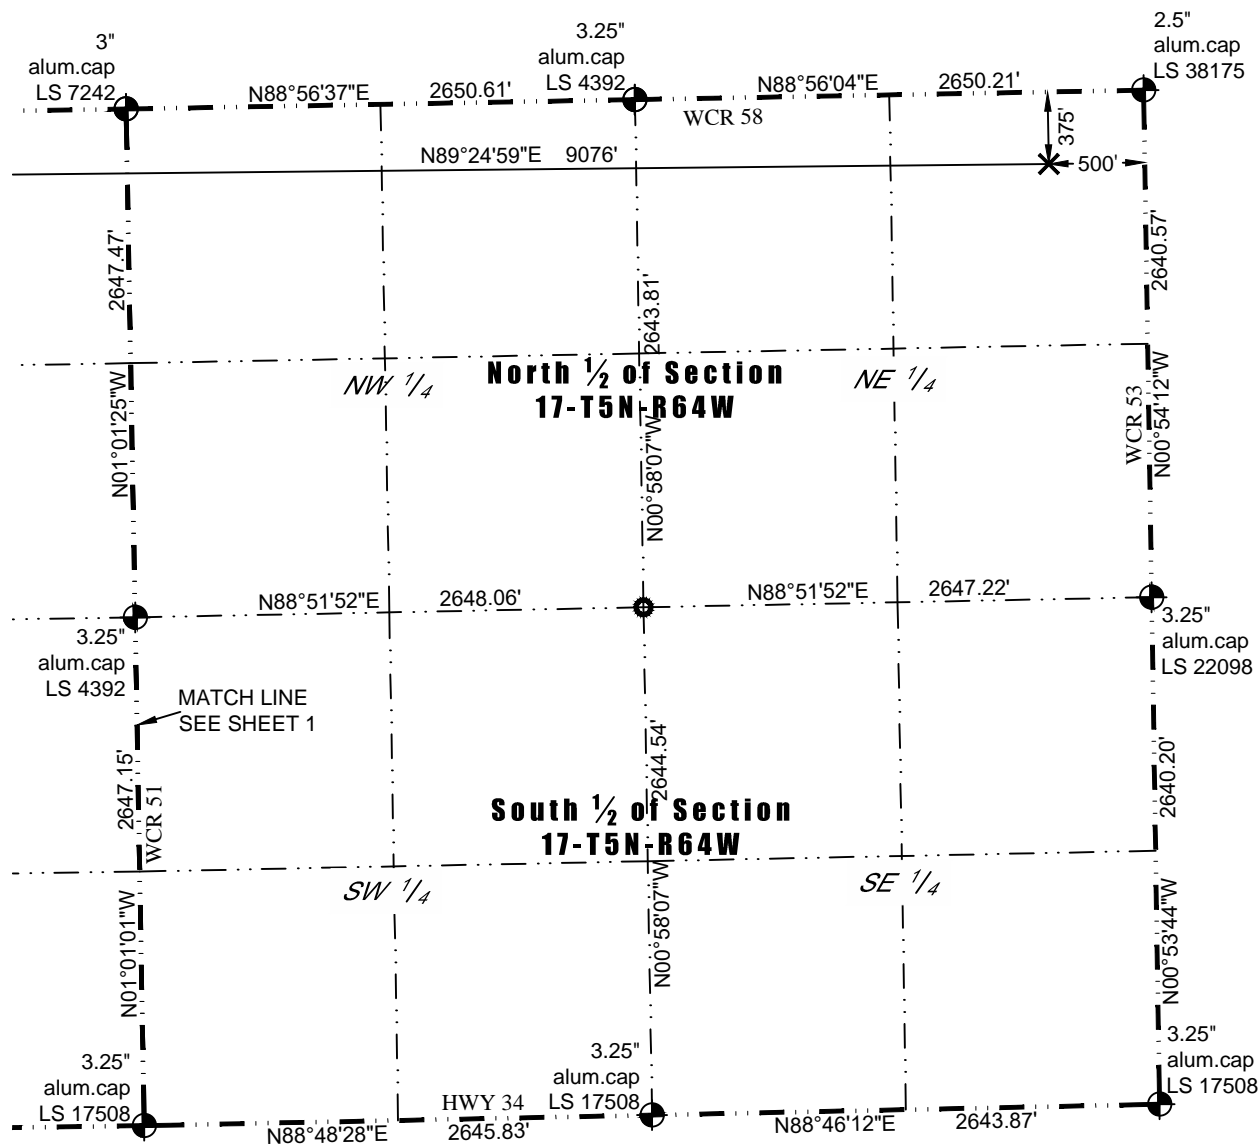 3"
alum.cap
LS 7242
3.25"
alum.cap
LS 4392
2.5"
alum.cap
LS 38175
N88°56'37"E 2650.61'
N88°56'04"E 2650.21'
WCR 58
375'
N89°24'59"E 9076'
500'
2647.47'
2643.81'
2640.57'
North ½ of Section
17-T5N-R64W
NW 1/4
NE 1/4
N01°01'25"W
N00°58'07"W
WCR 53
N00°54'12"W
N88°51'52"E 2648.06'
N88°51'52"E 2647.22'
3.25"
alum.cap
LS 4392
3.25"
alum.cap
LS 22098
MATCH LINE
SEE SHEET 1
2647.15'
WCR 51
2644.54'
2640.20'
South ½ of Section
17-T5N-R64W
SW 1/4
SE 1/4
N01°01'01"W
N00°58'07"W
N00°53'44"W
3.25"
alum.cap
LS 17508
3.25"
alum.cap
LS 17508
3.25"
alum.cap
LS 17508
HWY 34
N88°48'28"E 2645.83'
N88°46'12"E 2643.87'